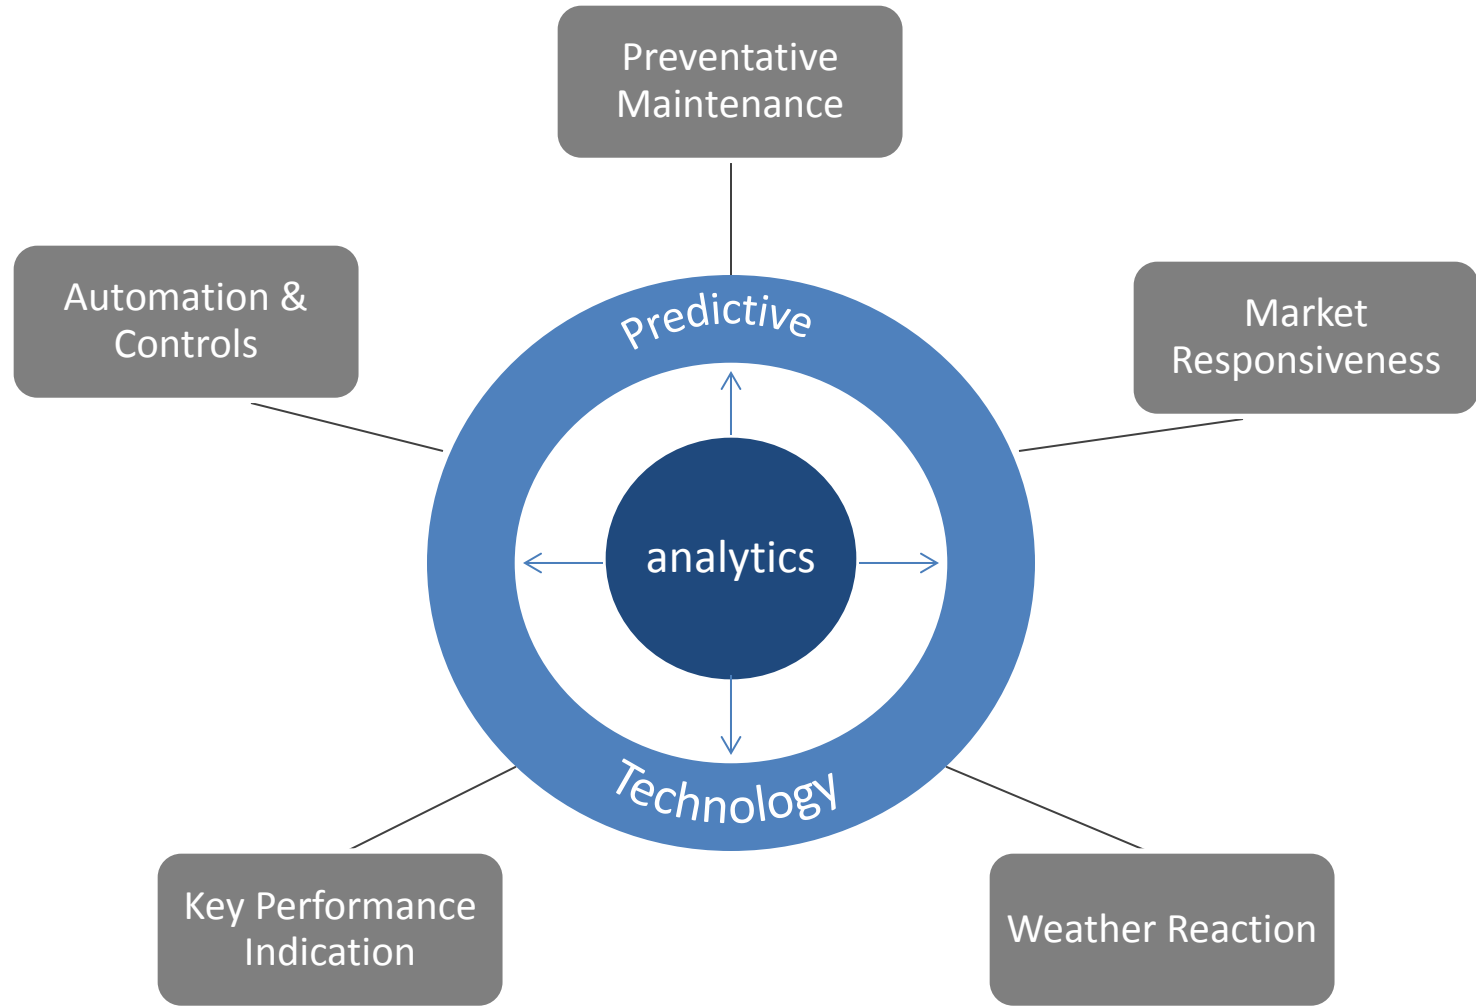 Preventative
Maintenance
Automation &
Controls
Market
Responsiveness
Predictive
analytics
Technology
Key Performance
Indication
Weather Reaction